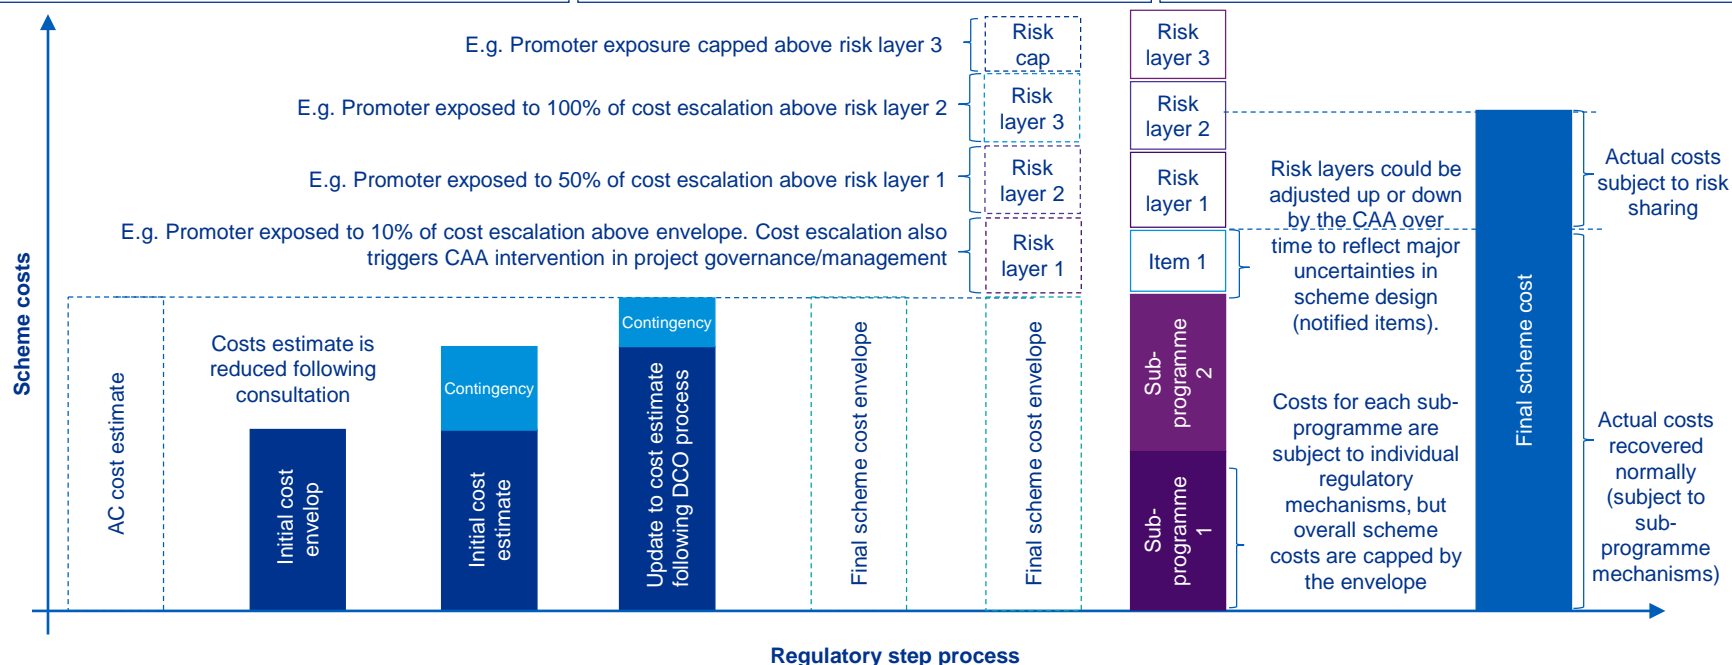 E.g. Promoter exposure capped above risk layer 3
E.g. Promoter exposed to 100% of cost escalation above risk layer 2
E.g. Promoter exposed to 50% of cost escalation above risk layer 1
E.g. Promoter exposed to 10% of cost escalation above envelope. Cost escalation also
triggers CAA intervention in project governance/management
Risk
cap
Risk
layer 3
Risk
layer 2
Risk
layer 1
Risk
layer 3
Risk
layer 2
Risk
layer 1
Item 1
Scheme costs
AC cost estimate
Costs estimate is
reduced following
consultation
Initial cost
envelop
Contingency
Initial cost
estimate
Contingency
Update to cost estimate
following DCO process
Final scheme cost envelope
Final scheme cost envelope
Sub-
programme
2
Sub-
programme
1
Risk layers could be
adjusted up or down
by the CAA over
time to reflect major
uncertainties in
scheme design
(notified items).
Costs for each sub-
programme are
subject to individual
regulatory
mechanisms, but
overall scheme
costs are capped by
the envelope
Final scheme cost
Actual costs
subject to risk
sharing
Actual costs
recovered
normally
(subject to
sub-
programme
mechanisms)
Regulatory step process